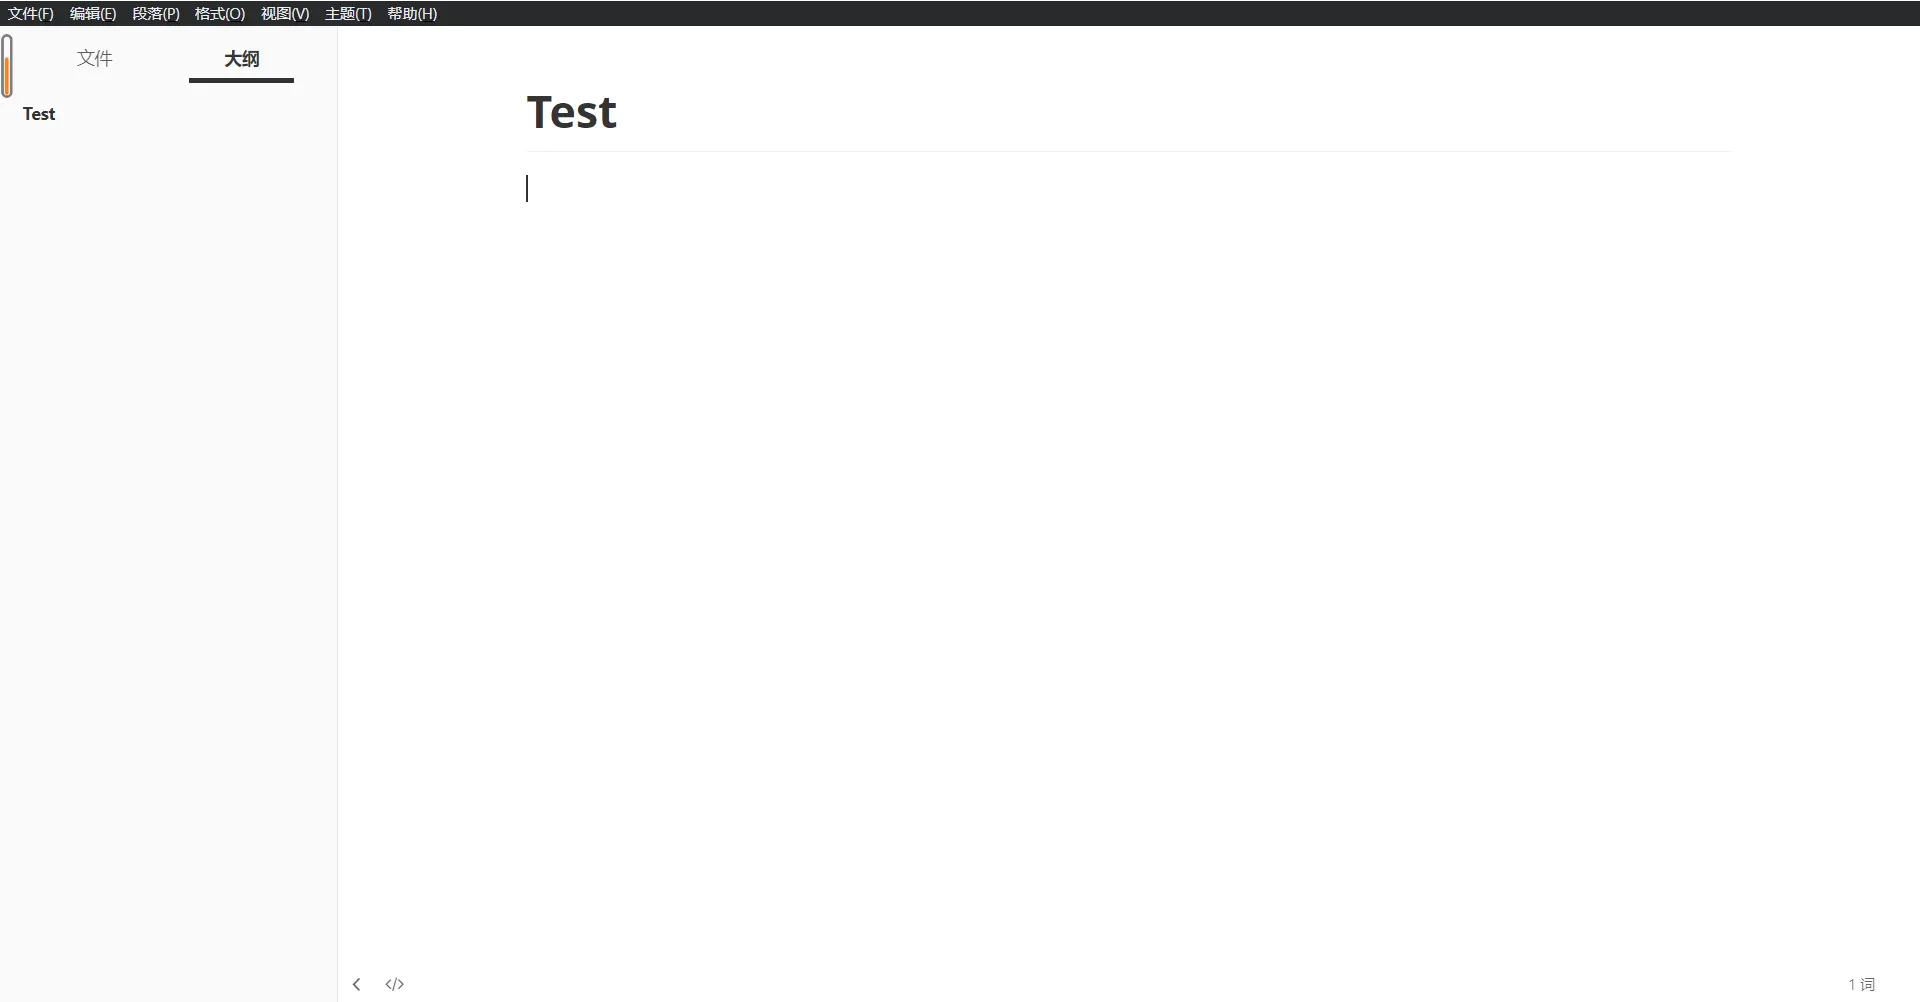 文件(F) 编辑(E) 段落(P) 格式(O) 视图(V) 主题(T) 帮助(H)
文件 大纲
Test
Test
</>
1 词